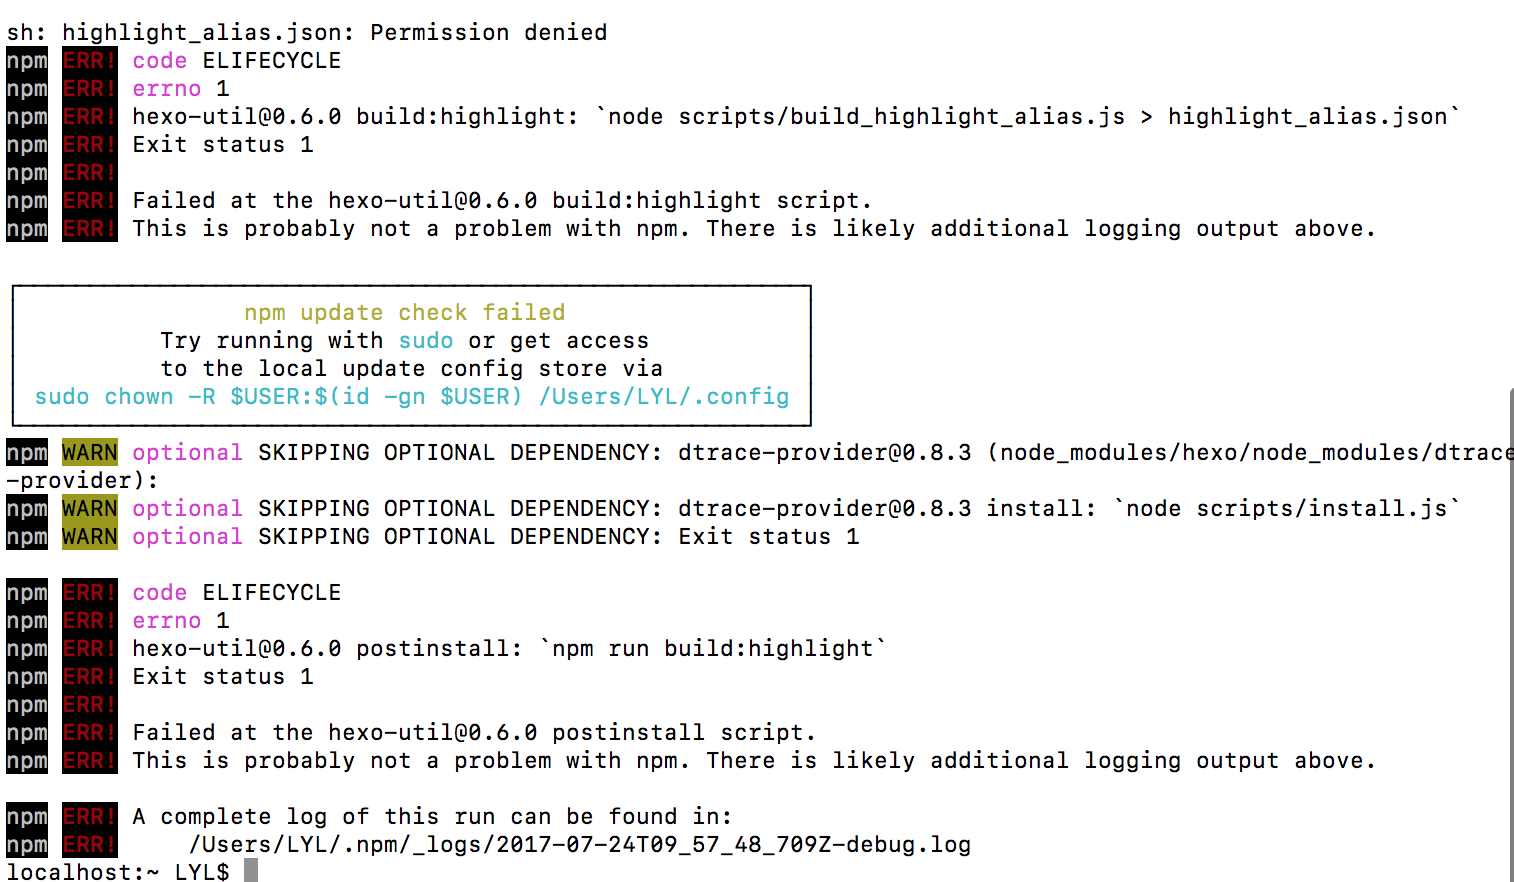 sh: highlight_alias.json: Permission denied
npm ERR! code ELIFECYCLE
npm ERR! errno 1
npm ERR! hexo-util@0.6.0 build:highlight: `node scripts/build_highlight_alias.js > highlight_alias.json`
npm ERR! Exit status 1
npm ERR!
npm ERR! Failed at the hexo-util@0.6.0 build:highlight script.
npm ERR! This is probably not a problem with npm. There is likely additional logging output above.
npm update check failed
Try running with sudo or get access
to the local update config store via
sudo chown -R $USER:$(id -gn $USER) /Users/LYL/.config
npm WARN optional SKIPPING OPTIONAL DEPENDENCY: dtrace-provider@0.8.3 (node_modules/hexo/node_modules/dtrace
-provider):
npm WARN optional SKIPPING OPTIONAL DEPENDENCY: dtrace-provider@0.8.3 install: `node scripts/install.js`
npm WARN optional SKIPPING OPTIONAL DEPENDENCY: Exit status 1
npm ERR! code ELIFECYCLE
npm ERR! errno 1
npm ERR! hexo-util@0.6.0 postinstall: `npm run build:highlight`
npm ERR! Exit status 1
npm ERR!
npm ERR! Failed at the hexo-util@0.6.0 postinstall script.
npm ERR! This is probably not a problem with npm. There is likely additional logging output above.
npm ERR! A complete log of this run can be found in:
npm ERR!     /Users/LYL/.npm/_logs/2017-07-24T09_57_48_709Z-debug.log
localhost:~ LYL$